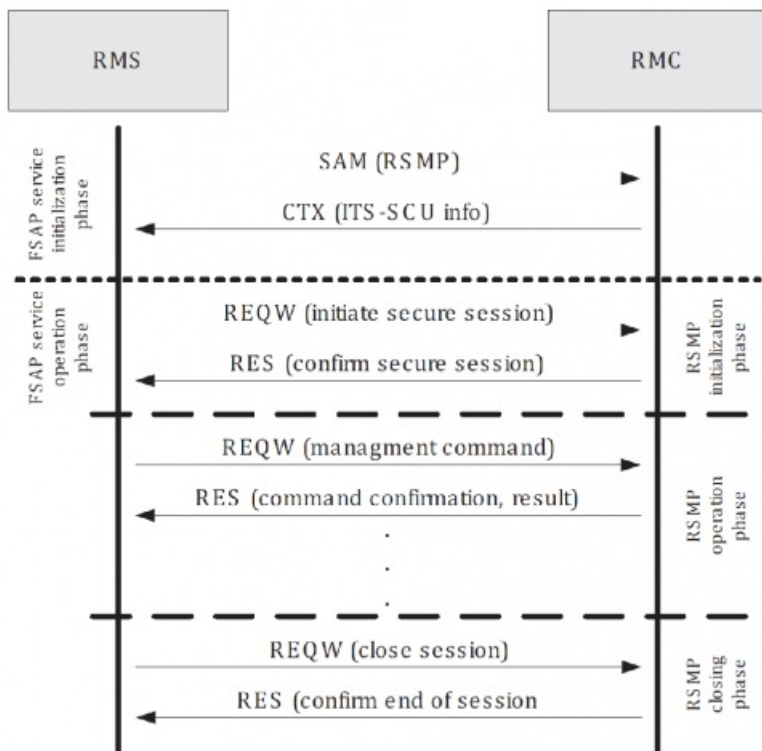 RMS
RMC
FSAP service
initialization
phase
SAM (RSMP)
CTX (ITS-SCU info)
FSAP service
operation
phase
REQW (initiate secure session)
RES (confirm secure session)
RSMP
initialization
phase
REQW (managment command)
RES (command confirmation, result)
.
.
.
RSMP
operation
phase
REQW (close session)
RES (confirm end of session
RSMP
closing
phase